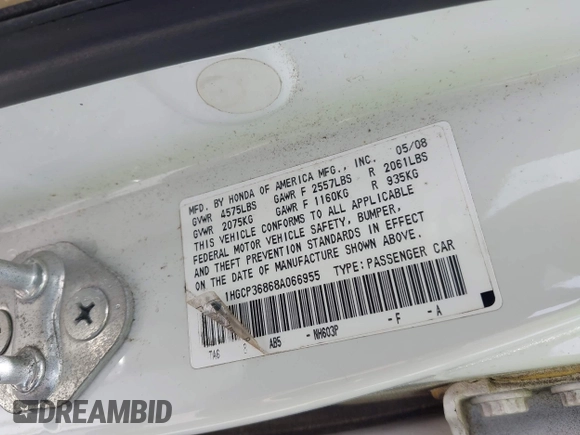 MFD. BY HONDA OF AMERICA MFG., INC. 05/08
GVWR 4575LBS GAWR F 2557LBS R 2061LBS
GVWR 2075KG GAWR F 1160KG R 935KG
THIS VEHICLE CONFORMS TO ALL APPLICABLE
FEDERAL MOTOR VEHICLE SAFETY, BUMPER,
AND THEFT PREVENTION STANDARDS IN EFFECT
ON THE DATE OF MANUFACTURE SHOWN ABOVE.
1HGCP36868A066955 TYPE:PASSENGER CAR
AB5 - NH603P - F - A
DREAMBID